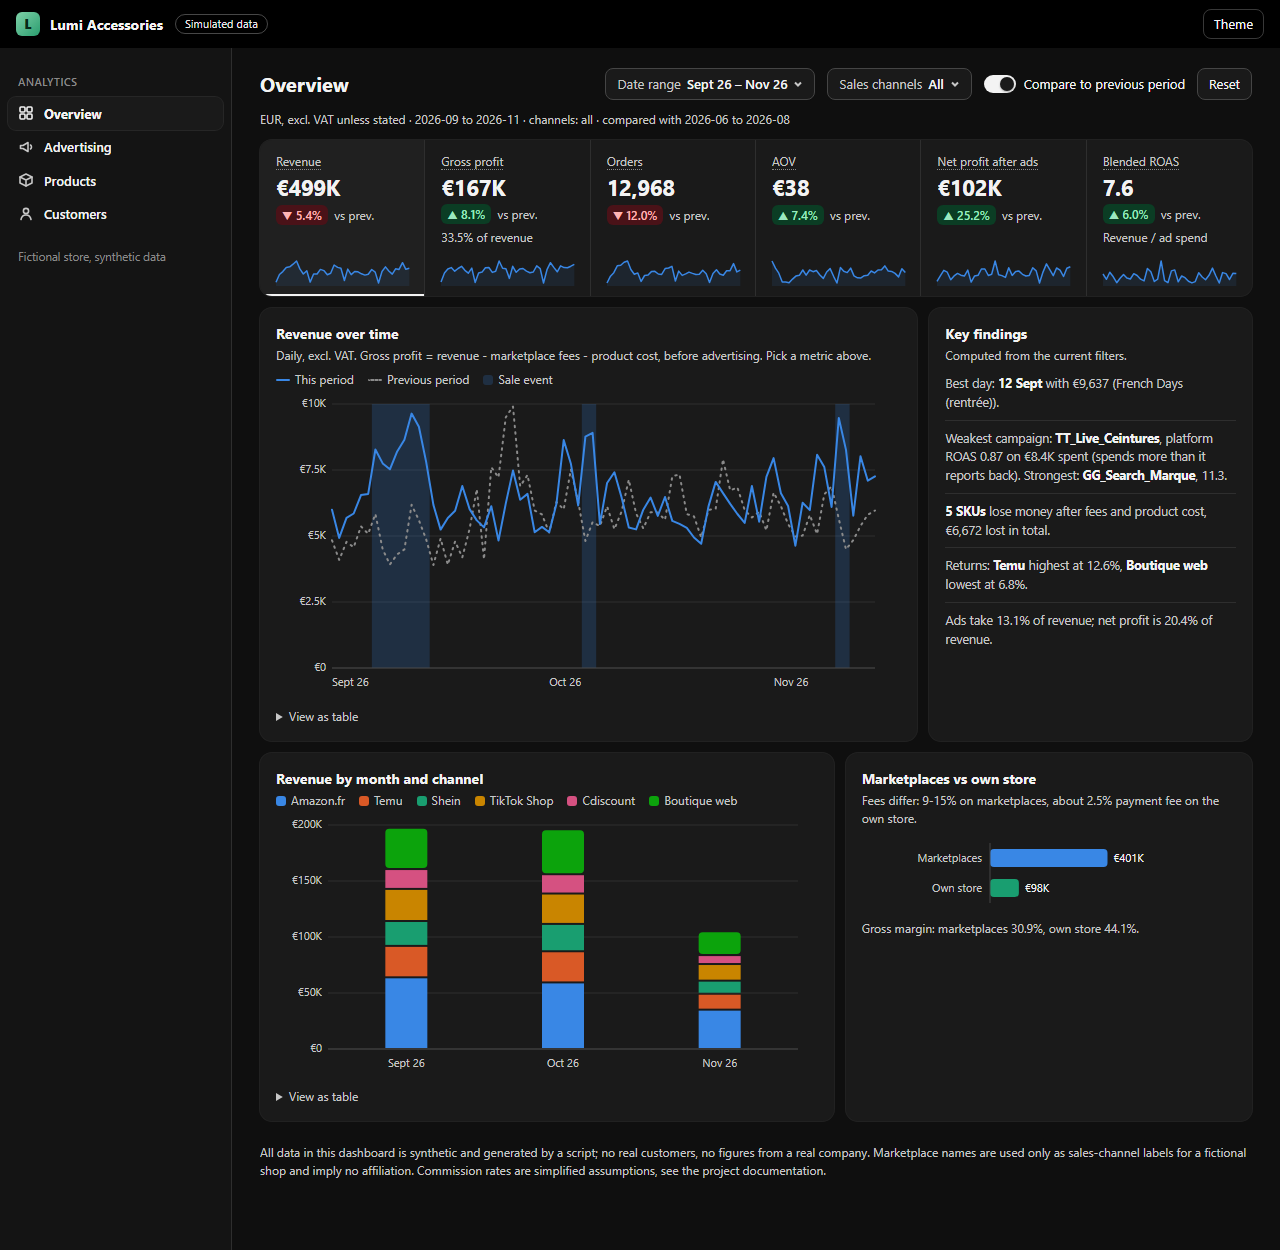 L Lumi Accessories Simulated data Theme
ANALYTICS
Overview
Advertising
Products
Customers
Fictional store, synthetic data
Overview Date range Sept 26 – Nov 26 Sales channels All Compare to previous period Reset
EUR, excl. VAT unless stated · 2026-09 to 2026-11 · channels: all · compared with 2026-06 to 2026-08
Revenue
€499K
▼ 5.4% vs prev.
Gross profit
€167K
▲ 8.1% vs prev.
33.5% of revenue
Orders
12,968
▼ 12.0% vs prev.
AOV
€38
▲ 7.4% vs prev.
Net profit after ads
€102K
▲ 25.2% vs prev.
Blended ROAS
7.6
▲ 6.0% vs prev.
Revenue / ad spend
Revenue over time
Daily, excl. VAT. Gross profit = revenue - marketplace fees - product cost, before advertising. Pick a metric above.
This period Previous period Sale event
€10K
€7.5K
€5K
€2.5K
€0
Sept 26 Oct 26 Nov 26
▶ View as table
Key findings
Computed from the current filters.
Best day: 12 Sept with €9,637 (French Days
(rentrée)).
Weakest campaign: TT_Live_Ceintures, platform
ROAS 0.87 on €8.4K spent (spends more than it
reports back). Strongest: GG_Search_Marque, 11.3.
5 SKUs lose money after fees and product cost,
€6,672 lost in total.
Returns: Temu highest at 12.6%, Boutique web
lowest at 6.8%.
Ads take 13.1% of revenue; net profit is 20.4% of
revenue.
Revenue by month and channel
Amazon.fr Temu Shein TikTok Shop Cdiscount Boutique web
€200K
€150K
€100K
€50K
€0
Sept 26 Oct 26 Nov 26
▶ View as table
Marketplaces vs own store
Fees differ: 9-15% on marketplaces, about 2.5% payment fee on the
own store.
Marketplaces €401K
Own store €98K
Gross margin: marketplaces 30.9%, own store 44.1%.
All data in this dashboard is synthetic and generated by a script; no real customers, no figures from a real company. Marketplace names are used only as sales-channel labels for a fictional
shop and imply no affiliation. Commission rates are simplified assumptions, see the project documentation.